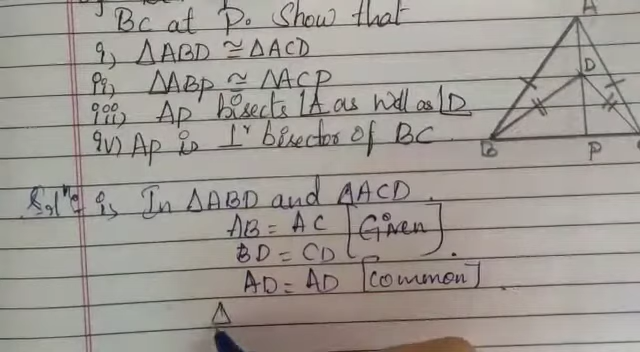 BC at P. Show that
i) ΔABD ≅ ΔACD
ii) ΔABP ≅ ΔACP
iii) AP bisects ∠A as well as ∠D
iv) AP is ⊥r bisector of BC
A
D
B
P
Solⁿ i) In ΔABD and ΔACD.
AB = AC [Given]
BD = CD
AD = AD [common].
Δ